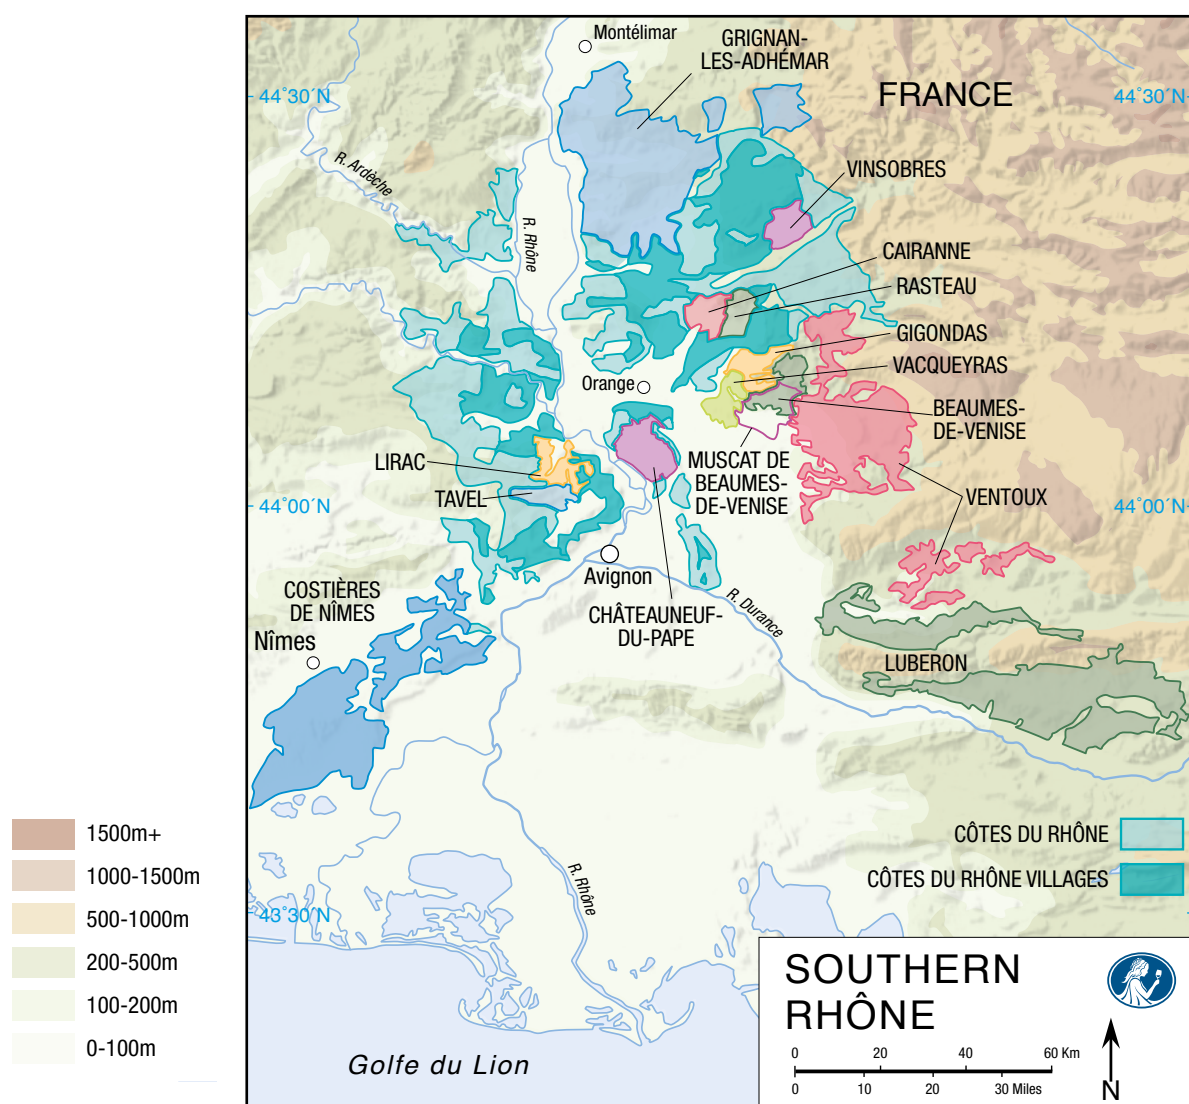 Montélimar
GRIGNAN-
LES-ADHÉMAR
FRANCE
44°30´N
44°30´N
R. Ardèche
R. Rhône
VINSOBRES
CAIRANNE
RASTEAU
GIGONDAS
VACQUEYRAS
Orange
BEAUMES-
DE-VENISE
MUSCAT DE
BEAUMES-
DE-VENISE
LIRAC
TAVEL
VENTOUX
44°00´N
44°00´N
Avignon
R. Durance
COSTIÈRES
DE NÎMES
Nîmes
CHÂTEAUNEUF-
DU-PAPE
LUBERON
R. Rhône
CÔTES DU RHÔNE
CÔTES DU RHÔNE VILLAGES
43°30´N
1500m+
1000-1500m
500-1000m
200-500m
100-200m
0-100m
Golfe du Lion
SOUTHERN
RHÔNE
0 20 40 60 Km
0 10 20 30 Miles
N